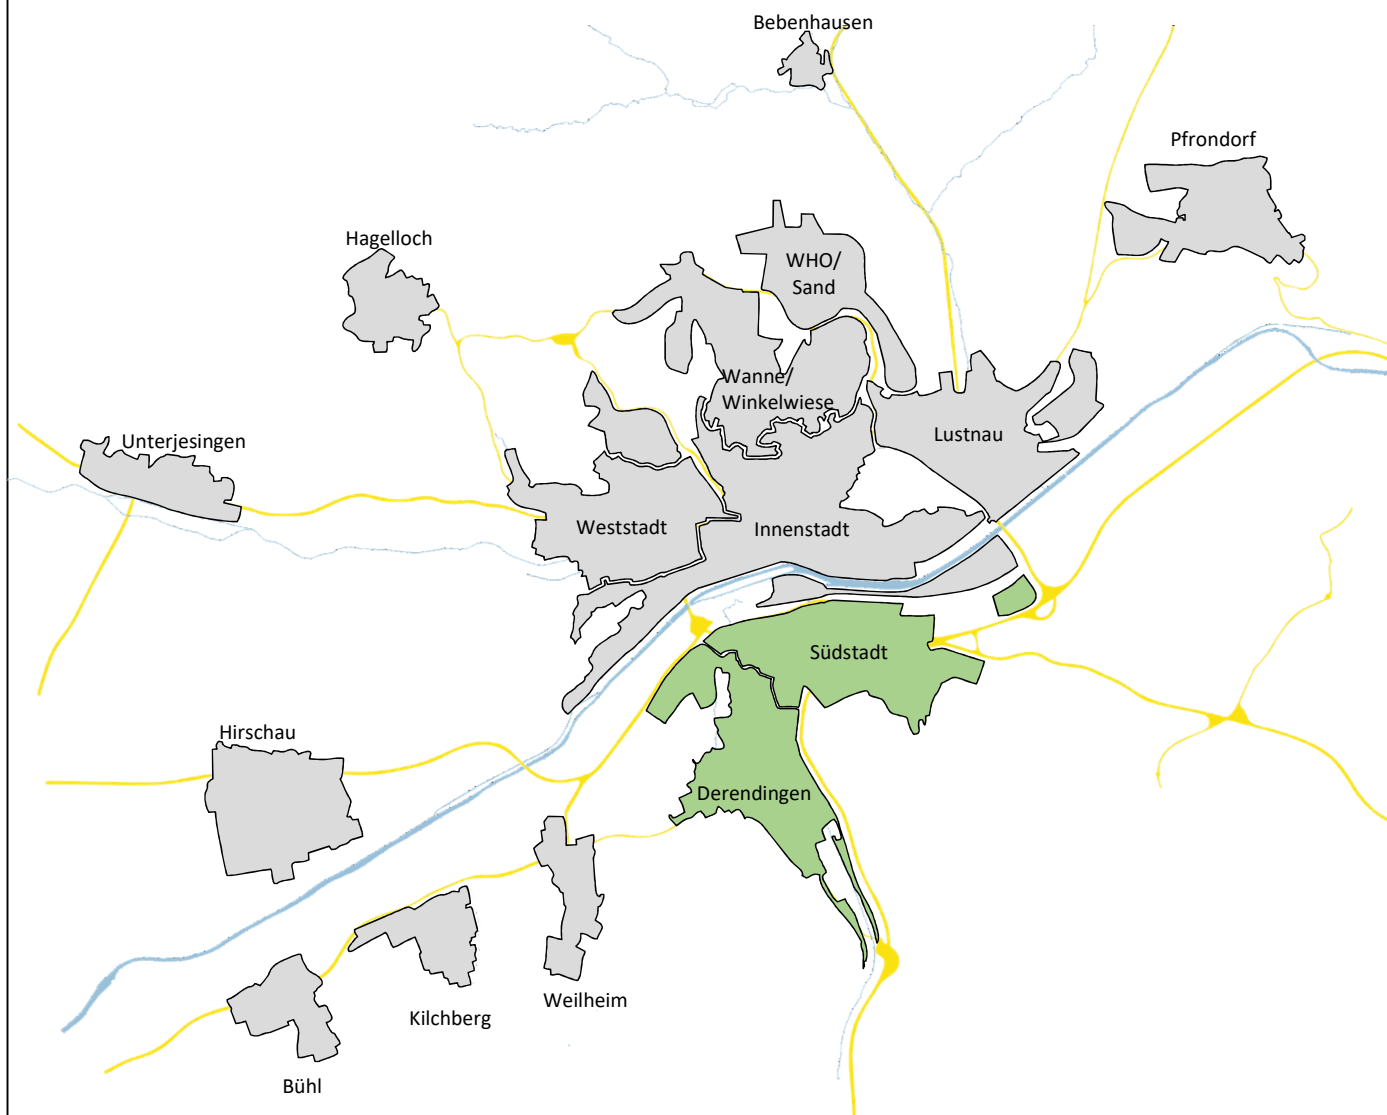 Bebenhausen
Pfrondorf
Hagelloch
WHO/
Sand
Wanne/
Winkelwiese
Unterjesingen
Lustnau
Weststadt
Innenstadt
Südstadt
Hirschau
Derendingen
Weilheim
Kilchberg
Bühl